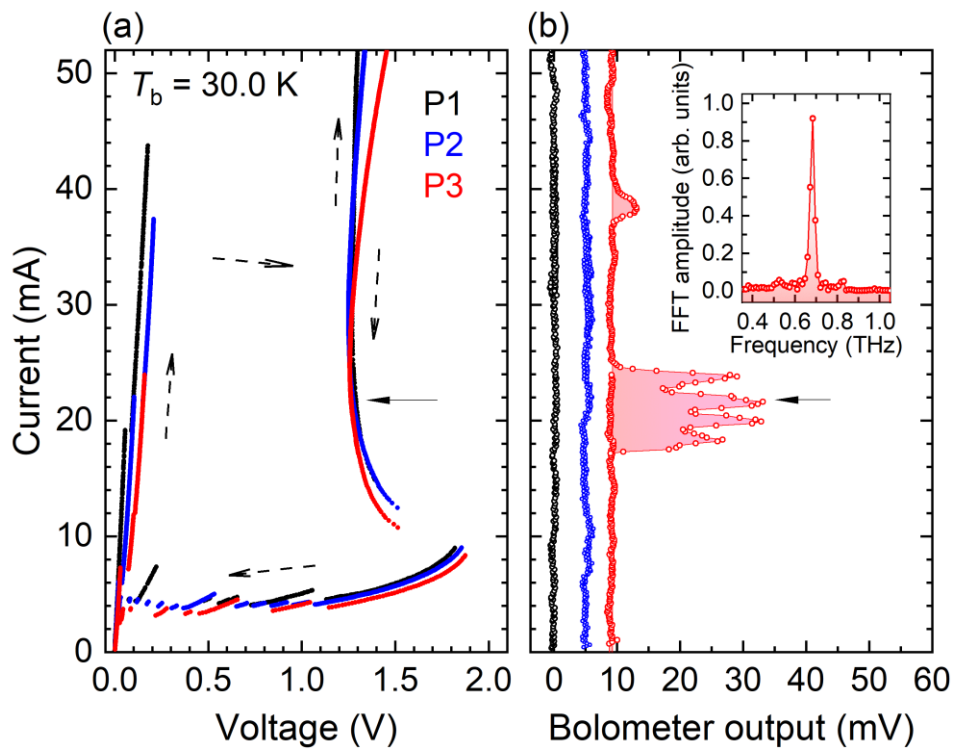 (a)
T_b = 30.0 K
P1
P2
P3
50
40
30
20
10
0
Current (mA)
0.0 0.5 1.0 1.5 2.0
Voltage (V)
(b)
1.0
0.8
0.6
0.4
0.2
0.0
FFT amplitude (arb. units)
0.4 0.6 0.8 1.0
Frequency (THz)
0 10 20 30 40 50 60
Bolometer output (mV)